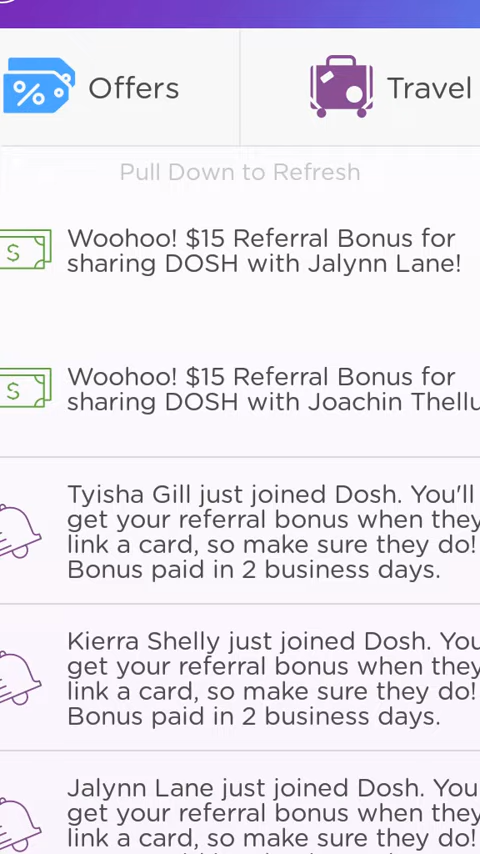 Offers
Travel
Pull Down to Refresh
Woohoo! $15 Referral Bonus for
sharing DOSH with Jalynn Lane!
Woohoo! $15 Referral Bonus for
sharing DOSH with Joachin Thellu
Tyisha Gill just joined Dosh. You'll
get your referral bonus when they
link a card, so make sure they do!
Bonus paid in 2 business days.
Kierra Shelly just joined Dosh. You
get your referral bonus when they
link a card, so make sure they do!
Bonus paid in 2 business days.
Jalynn Lane just joined Dosh. You
get your referral bonus when they
link a card, so make sure they do!